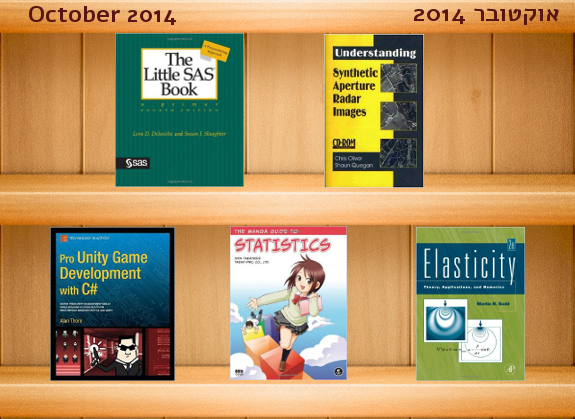 October 2014
אוקטובר 2014
The
Little SAS
Book
a primer
Lora D. Delwiche and Susan J. Slaughter
sas
Understanding
Synthetic
Aperture
Radar
Images
CD-ROM
Chris Oliver
Shaun Quegan
Pro Unity Game
Development
with C#
Alan Thorn
THE MANGA GUIDE TO
STATISTICS
Elasticity
Theory, Applications, and Numerics
Martin H. Sadd